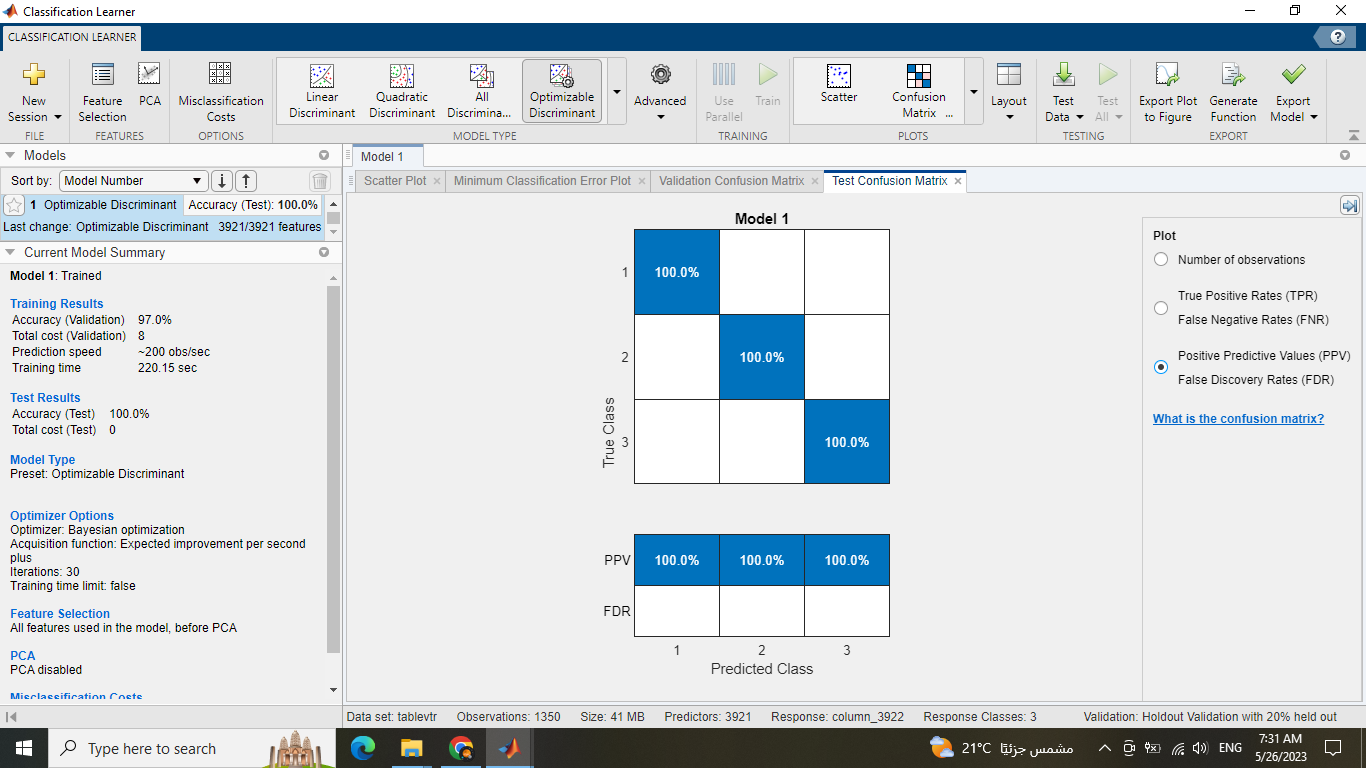 Classification Learner
CLASSIFICATION LEARNER
New Session
Feature Selection
PCA
Misclassification Costs
Linear Discriminant
Quadratic Discriminant
All Discrimina...
Optimizable Discriminant
Advanced
Use Parallel
Train
Scatter
Confusion Matrix ...
Layout
Test Data
Test All
Export Plot to Figure
Generate Function
Export Model
FILE
FEATURES
OPTIONS
MODEL TYPE
TRAINING
PLOTS
TESTING
EXPORT
Models
Sort by: Model Number
1 Optimizable Discriminant Accuracy (Test): 100.0%
Last change: Optimizable Discriminant 3921/3921 features
Current Model Summary
Model 1: Trained
Training Results
Accuracy (Validation) 97.0%
Total cost (Validation) 8
Prediction speed ~200 obs/sec
Training time 220.15 sec
Test Results
Accuracy (Test) 100.0%
Total cost (Test) 0
Model Type
Preset: Optimizable Discriminant
Optimizer Options
Optimizer: Bayesian optimization
Acquisition function: Expected improvement per second
plus
Iterations: 30
Training time limit: false
Feature Selection
All features used in the model, before PCA
PCA
PCA disabled
Misclassification Costs
Model 1
Scatter Plot
Minimum Classification Error Plot
Validation Confusion Matrix
Test Confusion Matrix
Model 1
True Class
1 100.0%
2 100.0%
3 100.0%
PPV 100.0% 100.0% 100.0%
FDR
1 2 3
Predicted Class
Plot
Number of observations
True Positive Rates (TPR)
False Negative Rates (FNR)
Positive Predictive Values (PPV)
False Discovery Rates (FDR)
What is the confusion matrix?
Data set: tablevtr Observations: 1350 Size: 41 MB Predictors: 3921 Response: column_3922 Response Classes: 3 Validation: Holdout Validation with 20% held out
Type here to search
21°C مشمس جزئيًا
ENG
7:31 AM
5/26/2023